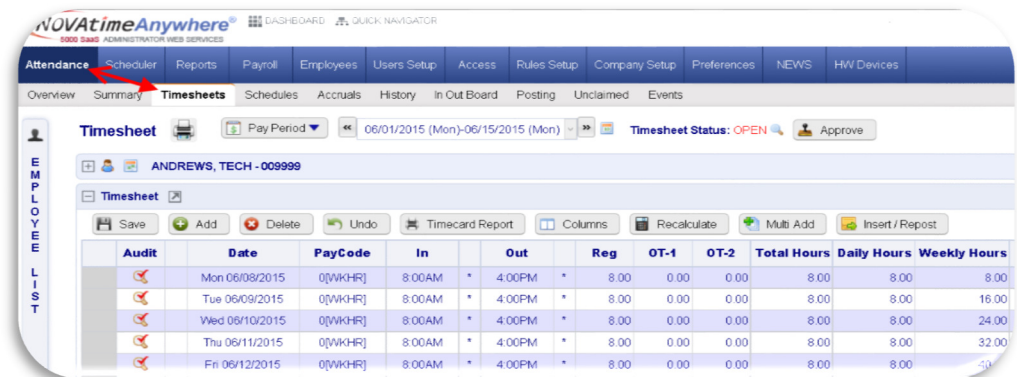 NOVAtimeAnywhere® DASHBOARD QUICK NAVIGATOR
5000 SaaS ADMINISTRATOR WEB SERVICES
Attendance Scheduler Reports Payroll Employees Users Setup Access Rules Setup Company Setup Preferences NEWS HW Devices
Overview Summary Timesheets Schedules Accruals History In Out Board Posting Unclaimed Events
Timesheet Pay Period 06/01/2015 (Mon)-06/15/2015 (Mon) Timesheet Status: OPEN Approve
EMPLOYEE LIST
ANDREWS, TECH - 009999
Timesheet
Save Add Delete Undo Timecard Report Columns Recalculate Multi Add Insert / Repost
Audit Date PayCode In Out Reg OT-1 OT-2 Total Hours Daily Hours Weekly Hours
Mon 06/08/2015 0[WKHR] 8:00AM * 4:00PM * 8.00 0.00 0.00 8.00 8.00 8.00
Tue 06/09/2015 0[WKHR] 8:00AM * 4:00PM * 8.00 0.00 0.00 8.00 8.00 16.00
Wed 06/10/2015 0[WKHR] 8:00AM * 4:00PM * 8.00 0.00 0.00 8.00 8.00 24.00
Thu 06/11/2015 0[WKHR] 8:00AM * 4:00PM * 8.00 0.00 0.00 8.00 8.00 32.00
Fri 06/12/2015 0[WKHR] 8:00AM * 4:00PM * 8.00 0.00 0.00 8.00 8.00